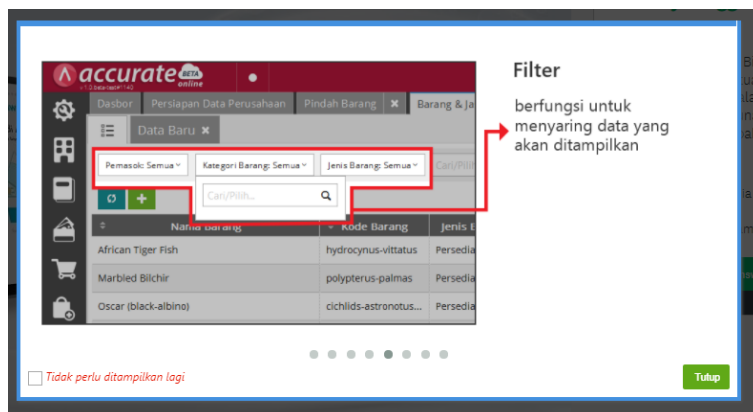 accurate BETA
online
Dasbor Persiapan Data Perusahaan Pindah Barang Barang & Ja
Data Baru
Pemasok: Semua Kategori Barang: Semua Jenis Barang: Semua Cari/Pilih
Cari/Pilih...
Nama Barang Kode Barang Jenis B
African Tiger Fish hydrocynus-vittatus Persedia
Marbled Bilchir polypterus-palmas Persedia
Oscar (black-albino) cichlids-astronotus... Persedia
Filter
berfungsi untuk
menyaring data yang
akan ditampilkan
Tidak perlu ditampilkan lagi
Tutup